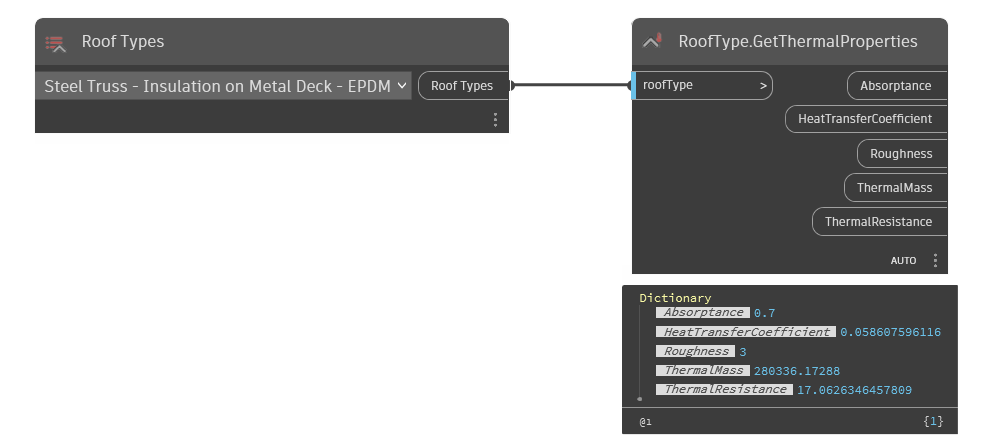 Roof Types
Steel Truss - Insulation on Metal Deck - EPDM
Roof Types
RoofType.GetThermalProperties
roofType >
Absorptance
HeatTransferCoefficient
Roughness
ThermalMass
ThermalResistance
AUTO
Dictionary
Absorptance 0.7
HeatTransferCoefficient 0.058607596116
Roughness 3
ThermalMass 280336.17288
ThermalResistance 17.0626346457809
@1 {1}